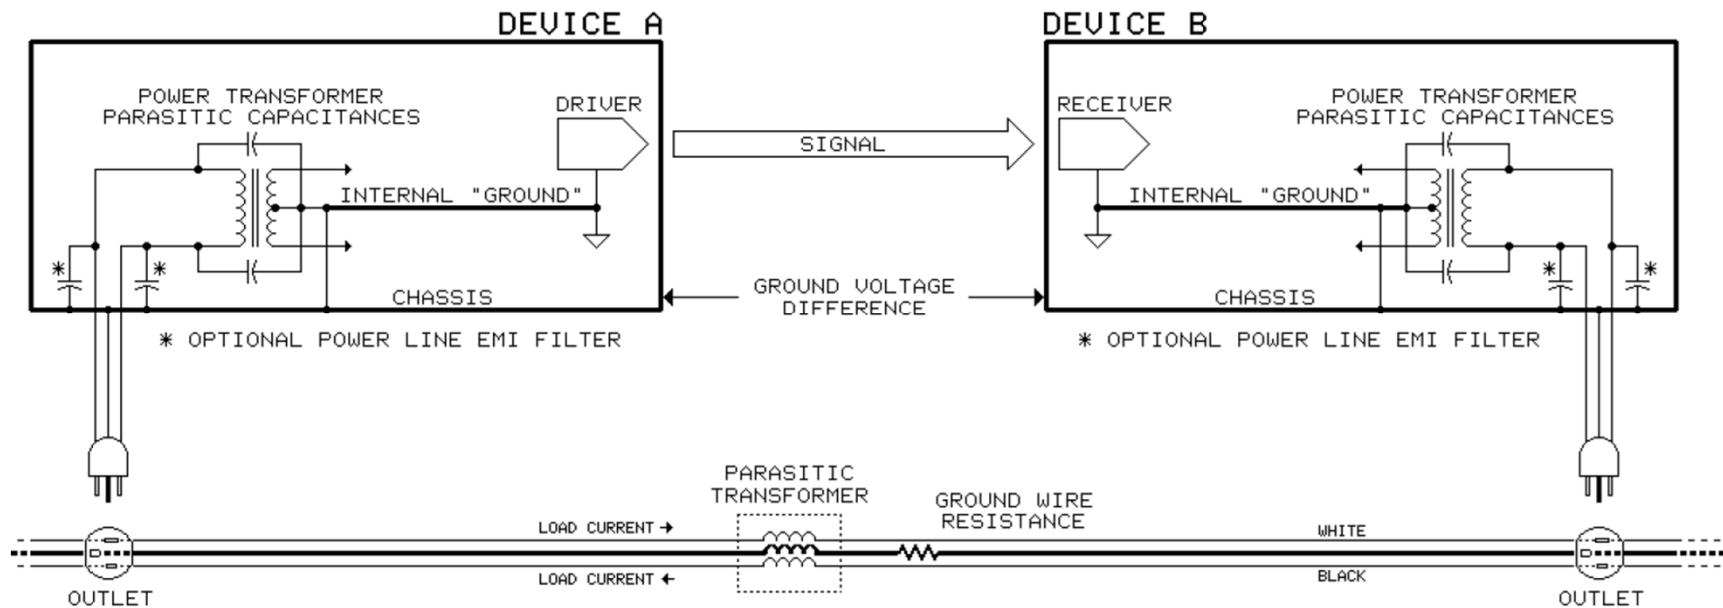 DEVICE A
DEVICE B
POWER TRANSFORMER
PARASITIC CAPACITANCES
DRIVER
SIGNAL
RECEIVER
POWER TRANSFORMER
PARASITIC CAPACITANCES
INTERNAL "GROUND"
INTERNAL "GROUND"
*
*
*
*
CHASSIS
GROUND VOLTAGE
DIFFERENCE
CHASSIS
* OPTIONAL POWER LINE EMI FILTER
* OPTIONAL POWER LINE EMI FILTER
PARASITIC
TRANSFORMER
GROUND WIRE
RESISTANCE
LOAD CURRENT →
WHITE
LOAD CURRENT ←
BLACK
OUTLET
OUTLET